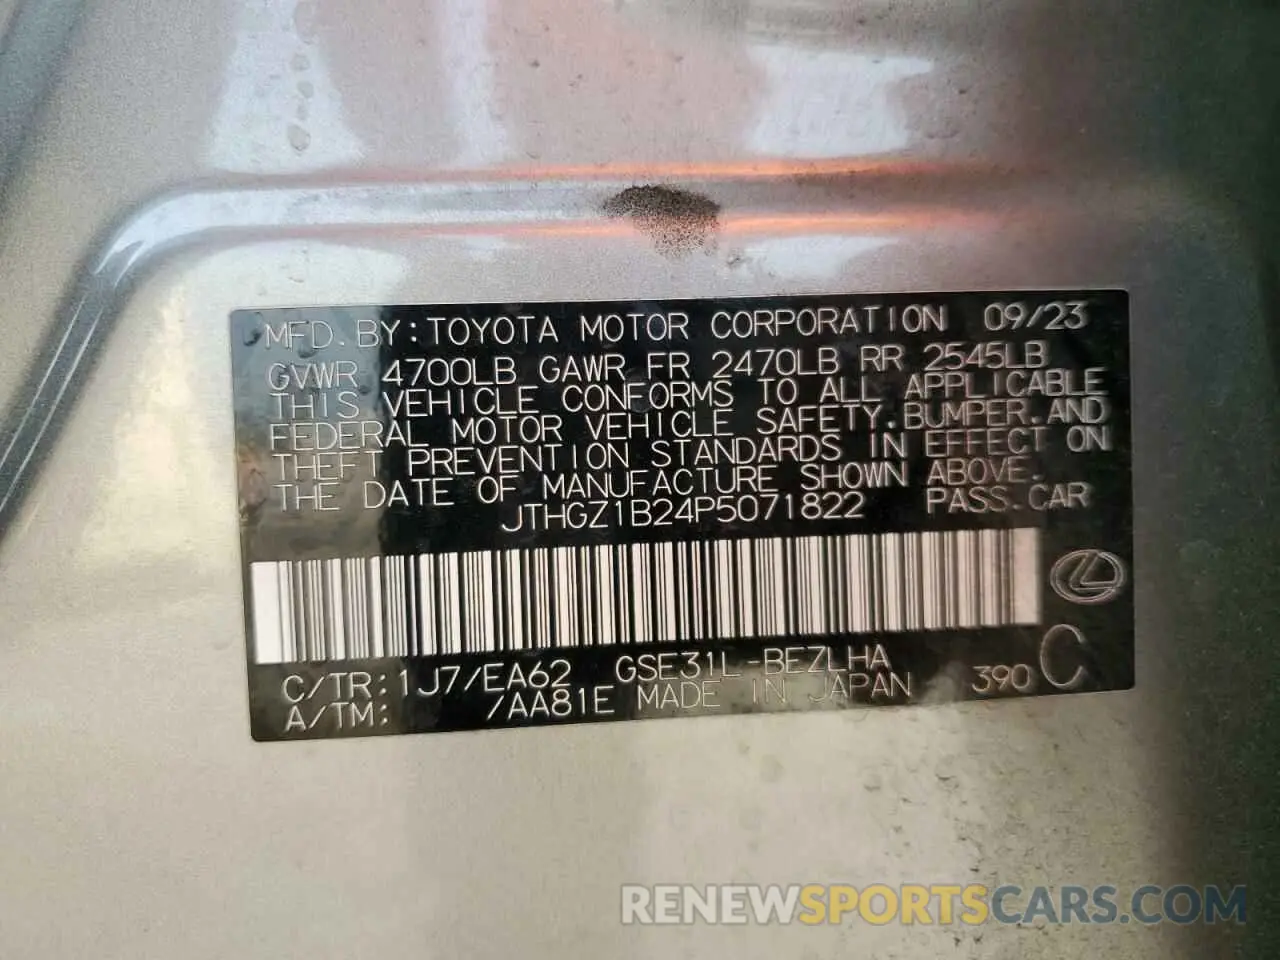 MFD. BY: TOYOTA MOTOR CORPORATION 09/23
GVWR 4700LB GAWR FR 2470LB RR 2545LB
THIS VEHICLE CONFORMS TO ALL APPLICABLE
FEDERAL MOTOR VEHICLE SAFETY, BUMPER, AND
THEFT PREVENTION STANDARDS IN EFFECT ON
THE DATE OF MANUFACTURE SHOWN ABOVE.
JTHGZ1B24P5071822 PASS. CAR
C/TR: 1J7/EA62 GSE31L-BEZLHA
A/TM: /AA81E MADE IN JAPAN 390 C
RENEWSPORTSCARS.COM